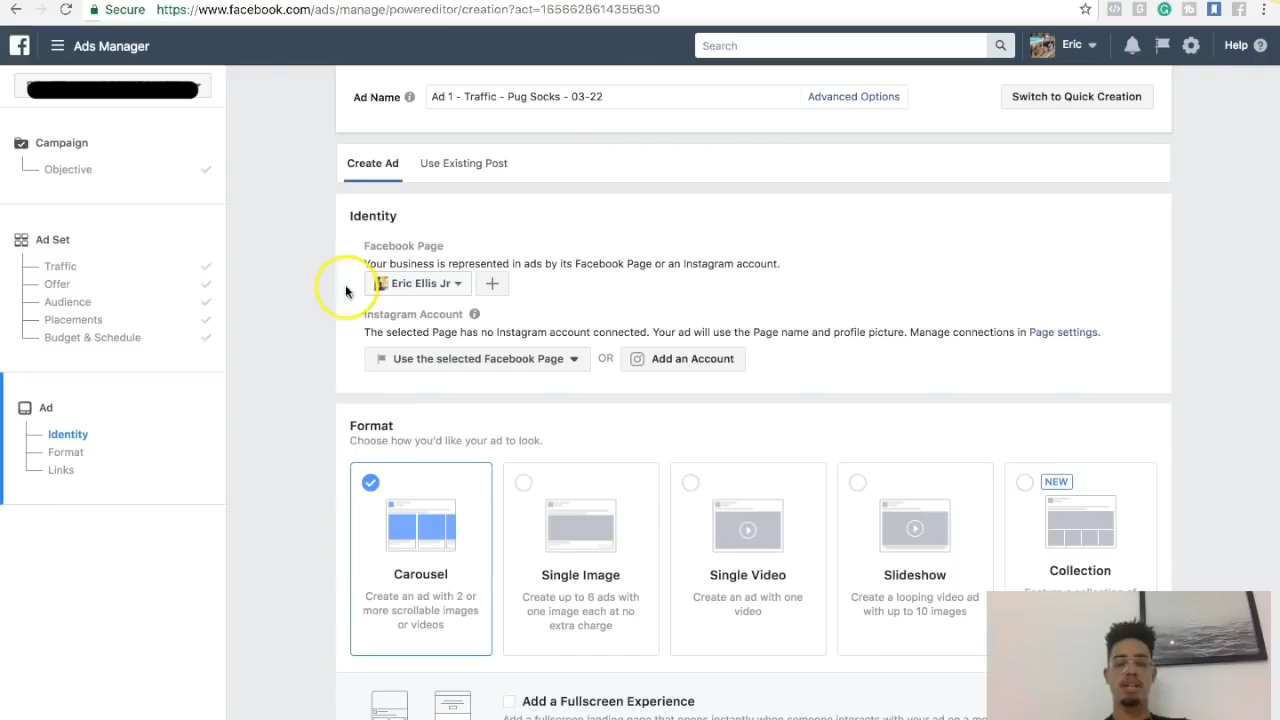 Secure https://www.facebook.com/ads/manage/powereditor/creation?act=1656628614355630
Ads Manager
Search
Eric
Help
Ad Name
Ad 1 - Traffic - Pug Socks - 03-22
Advanced Options
Switch to Quick Creation
Campaign
Objective
Create Ad
Use Existing Post
Identity
Facebook Page
Your business is represented in ads by its Facebook Page or an Instagram account.
Eric Ellis Jr
Instagram Account
The selected Page has no Instagram account connected. Your ad will use the Page name and profile picture. Manage connections in Page settings.
Use the selected Facebook Page
OR
Add an Account
Ad Set
Traffic
Offer
Audience
Placements
Budget & Schedule
Ad
Identity
Format
Links
Format
Choose how you'd like your ad to look.
Carousel
Create an ad with 2 or
more scrollable images
or videos
Single Image
Create up to 6 ads with
one image each at no
extra charge
Single Video
Create an ad with one
video
Slideshow
Create a looping video ad
with up to 10 images
NEW
Collection
Add a Fullscreen Experience